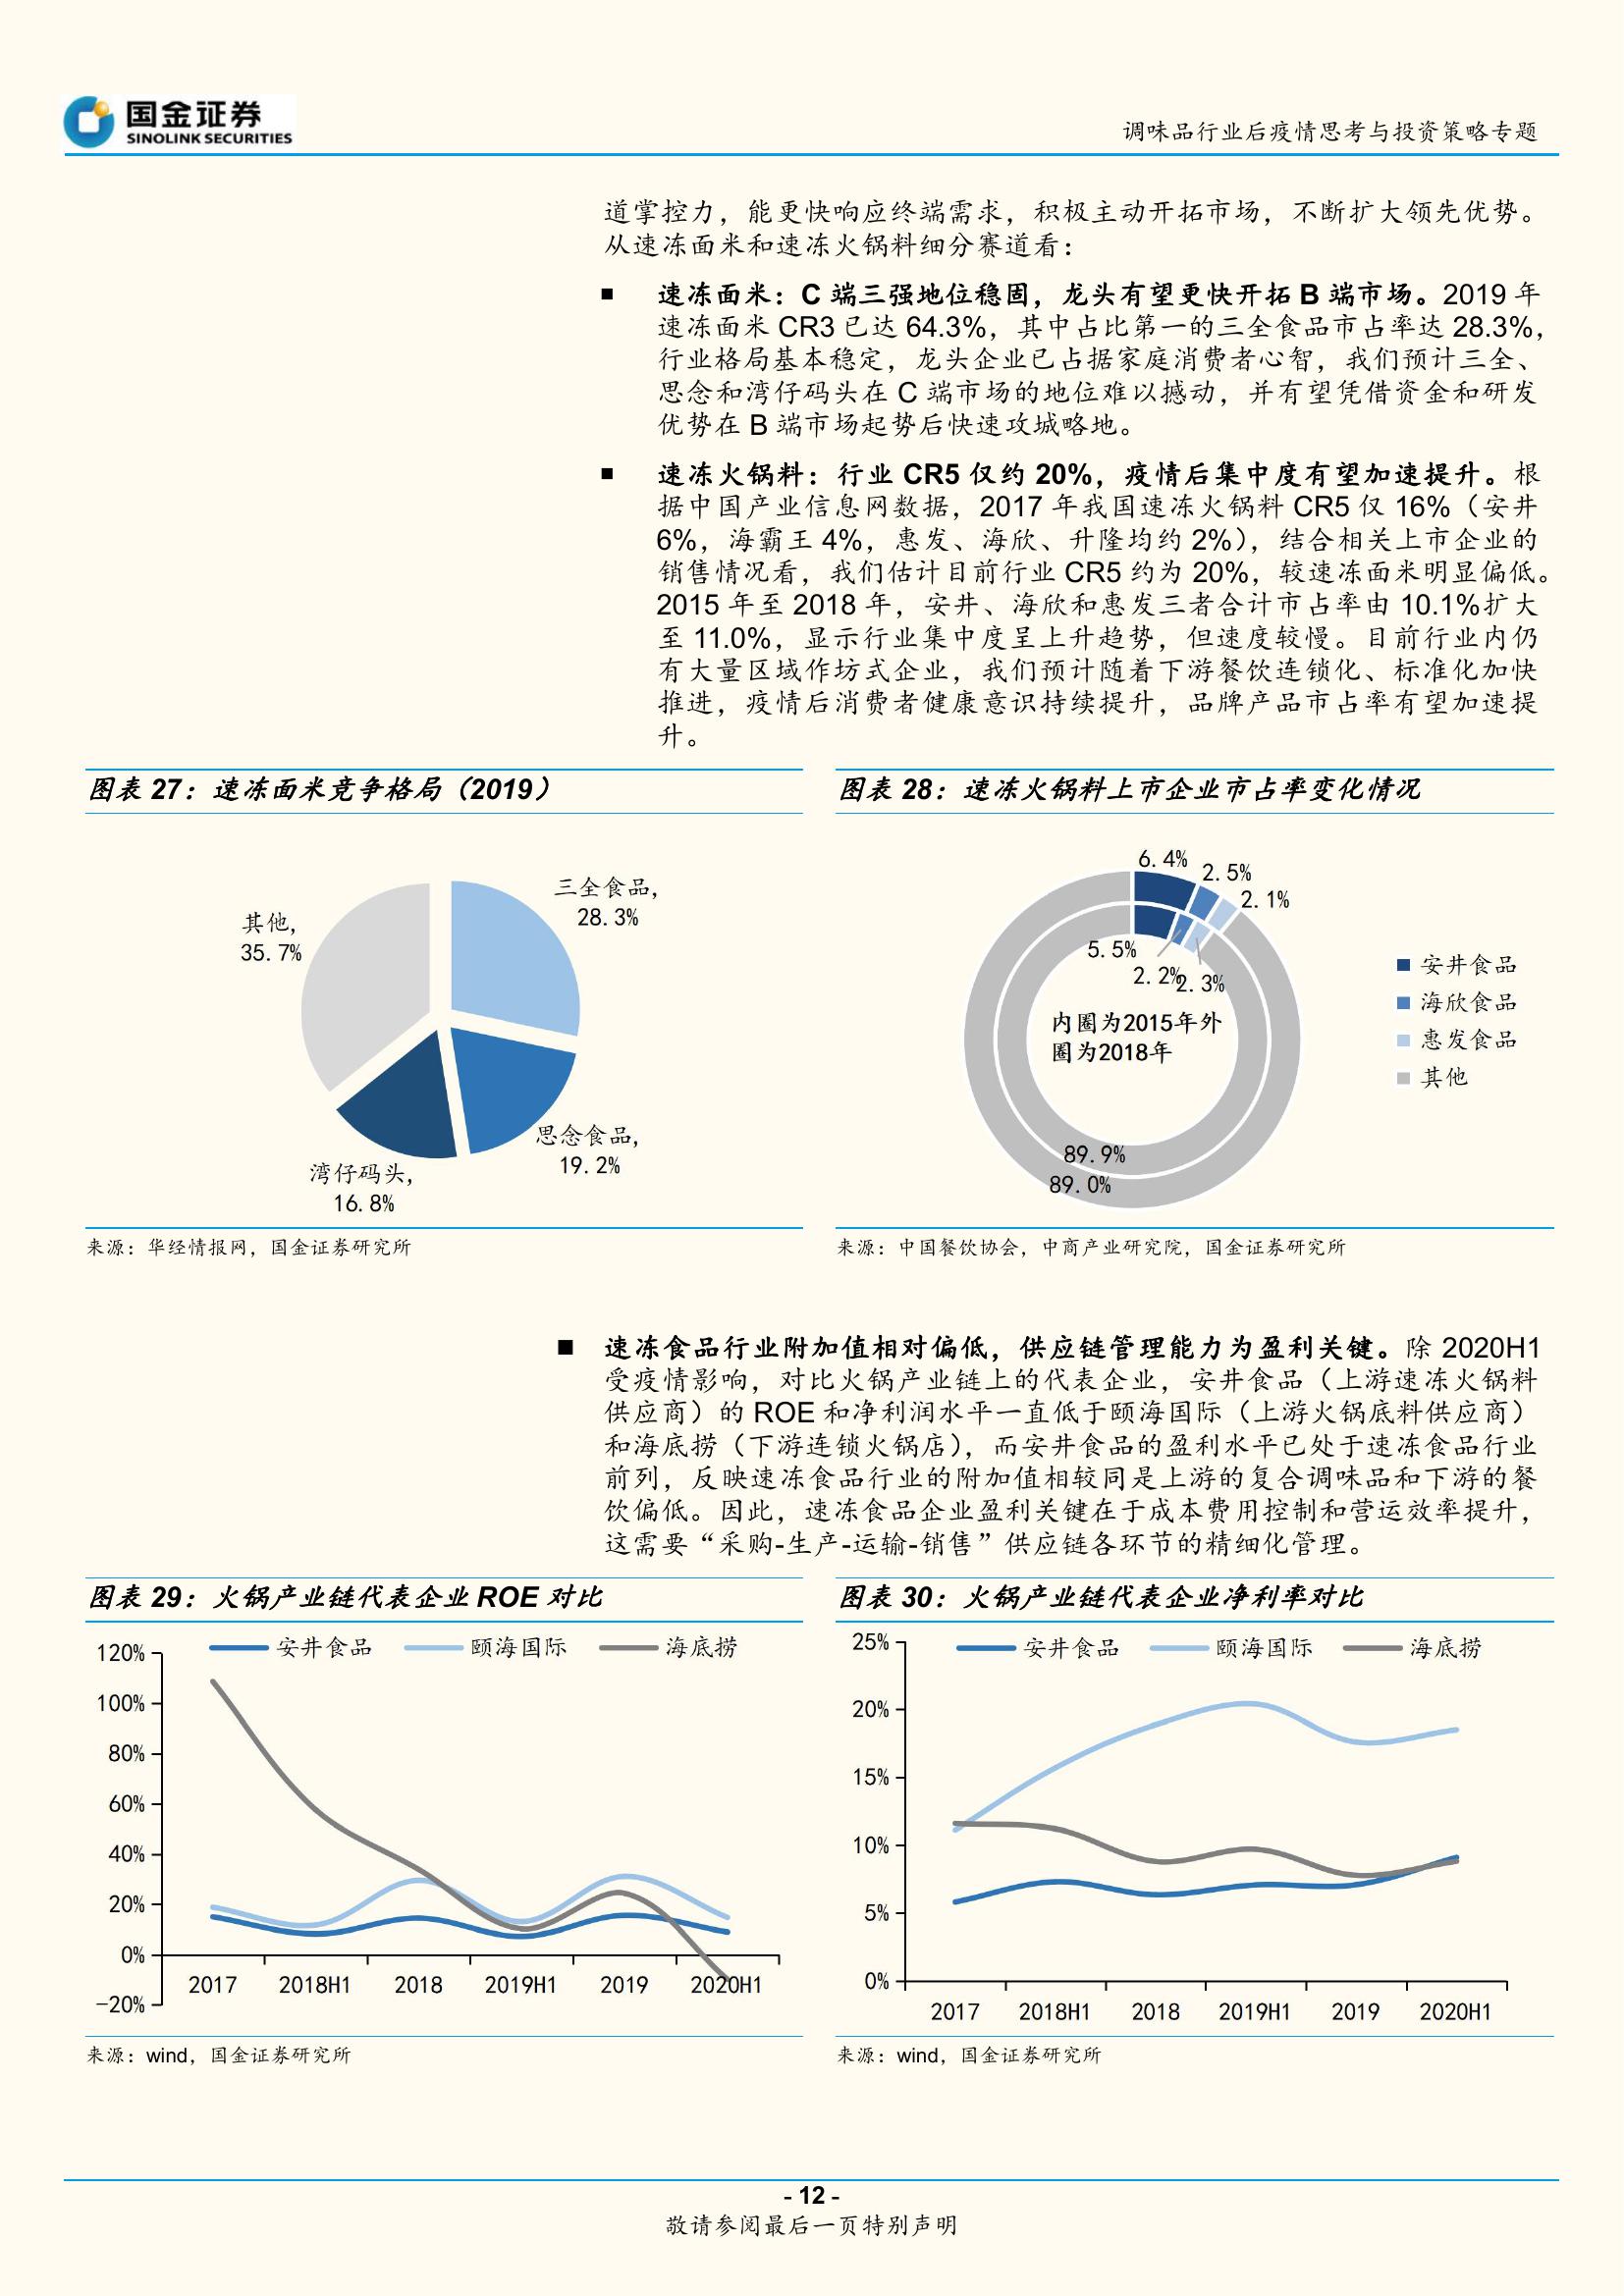 国金证券
SINOLINK SECURITIES
调味品行业后疫情思考与投资策略专题
道掌控力，能更快响应终端需求，积极主动开拓市场，不断扩大领先优势。
从速冻面米和速冻火锅料细分赛道看：
■ 速冻面米：C 端三强地位稳固，龙头有望更快开拓 B 端市场。2019 年
速冻面米 CR3 已达 64.3%，其中占比第一的三全食品市占率达 28.3%，
行业格局基本稳定，龙头企业已占据家庭消费者心智，我们预计三全、
思念和湾仔码头在 C 端市场的地位难以撼动，并有望凭借资金和研发
优势在 B 端市场起势后快速攻城略地。
■ 速冻火锅料：行业 CR5 仅约 20%，疫情后集中度有望加速提升。根
据中国产业信息网数据，2017 年我国速冻火锅料 CR5 仅 16%（安井
6%，海霸王 4%，惠发、海欣、升隆均约 2%），结合相关上市企业的
销售情况看，我们估计目前行业 CR5 约为 20%，较速冻面米明显偏低。
2015 年至 2018 年，安井、海欣和惠发三者合计市占率由 10.1%扩大
至 11.0%，显示行业集中度呈上升趋势，但速度较慢。目前行业内仍
有大量区域作坊式企业，我们预计随着下游餐饮连锁化、标准化加快
推进，疫情后消费者健康意识持续提升，品牌产品市占率有望加速提
升。
图表 27：速冻面米竞争格局（2019）
三全食品，
28.3%
其他，
35.7%
思念食品，
19.2%
湾仔码头，
16.8%
来源：华经情报网，国金证券研究所
图表 28：速冻火锅料上市企业市占率变化情况
6.4%
2.5%
2.1%
5.5%
2.2%
2.3%
内圈为2015年外
圈为2018年
89.9%
89.0%
安井食品
海欣食品
惠发食品
其他
来源：中国餐饮协会，中商产业研究院，国金证券研究所
■ 速冻食品行业附加值相对偏低，供应链管理能力为盈利关键。除 2020H1
受疫情影响，对比火锅产业链上的代表企业，安井食品（上游速冻火锅料
供应商）的 ROE 和净利润水平一直低于颐海国际（上游火锅底料供应商）
和海底捞（下游连锁火锅店），而安井食品的盈利水平已处于速冻食品行业
前列，反映速冻食品行业的附加值相较同是上游的复合调味品和下游的餐
饮偏低。因此，速冻食品企业盈利关键在于成本费用控制和营运效率提升，
这需要“采购-生产-运输-销售”供应链各环节的精细化管理。
图表 29：火锅产业链代表企业 ROE 对比
安井食品 颐海国际 海底捞
120%
100%
80%
60%
40%
20%
0%
-20%
2017 2018H1 2018 2019H1 2019 2020H1
来源：wind，国金证券研究所
图表 30：火锅产业链代表企业净利率对比
安井食品 颐海国际 海底捞
25%
20%
15%
10%
5%
0%
2017 2018H1 2018 2019H1 2019 2020H1
来源：wind，国金证券研究所
- 12 -
敬请参阅最后一页特别声明